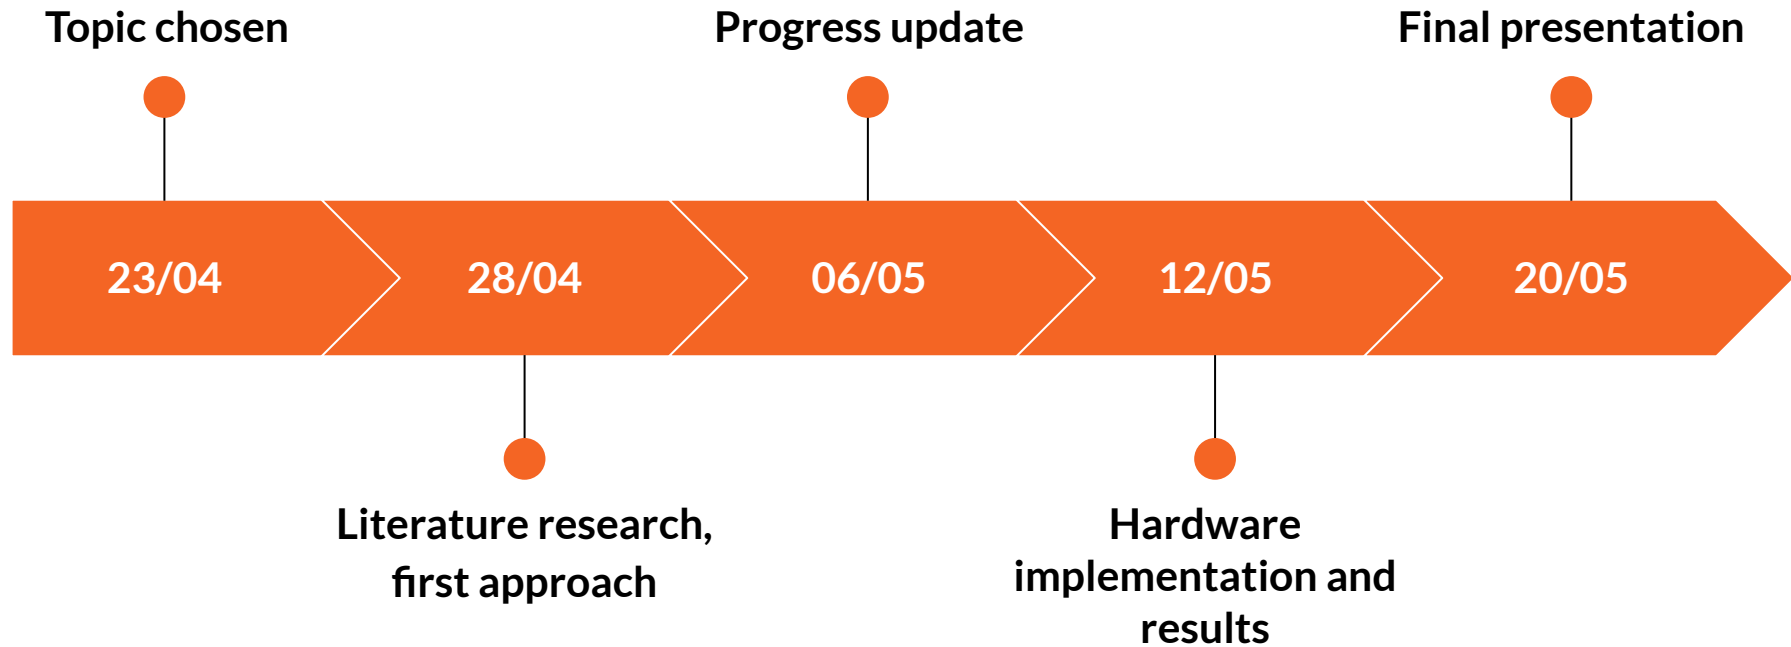 Topic chosen
Progress update
Final presentation
23/04
28/04
06/05
12/05
20/05
Literature research,
first approach
Hardware
implementation and
results